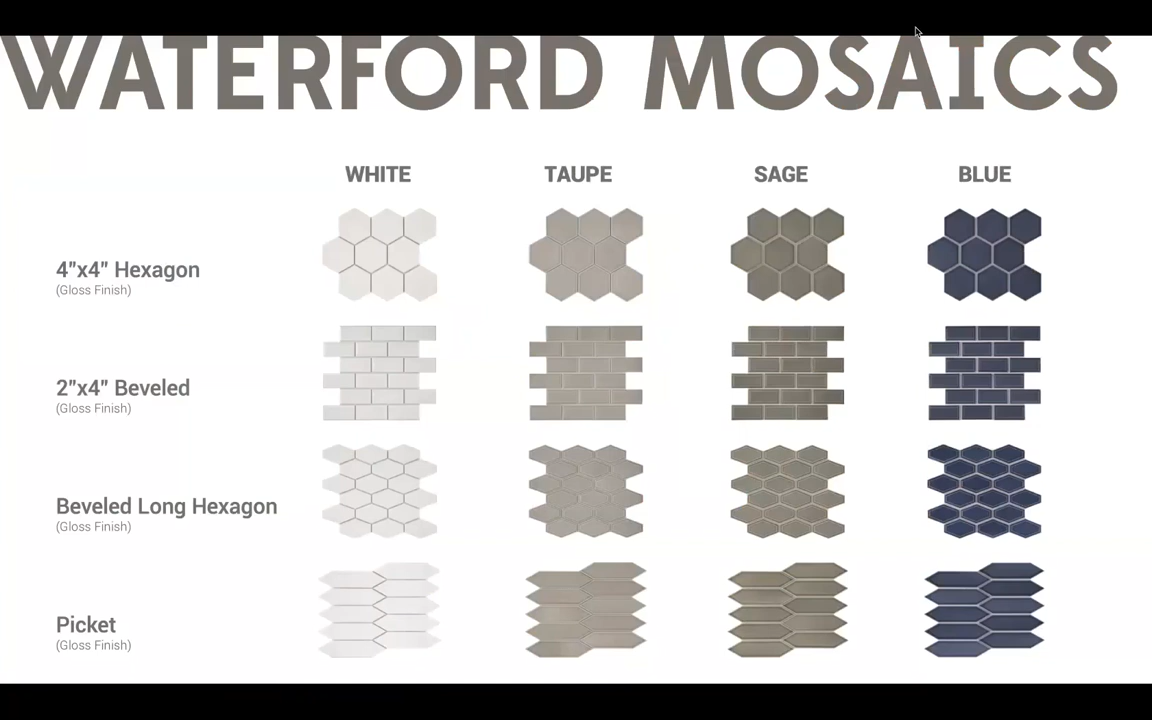 WATERFORD MOSAICS
WHITE TAUPE SAGE BLUE
4"x4" Hexagon
(Gloss Finish)
2"x4" Beveled
(Gloss Finish)
Beveled Long Hexagon
(Gloss Finish)
Picket
(Gloss Finish)